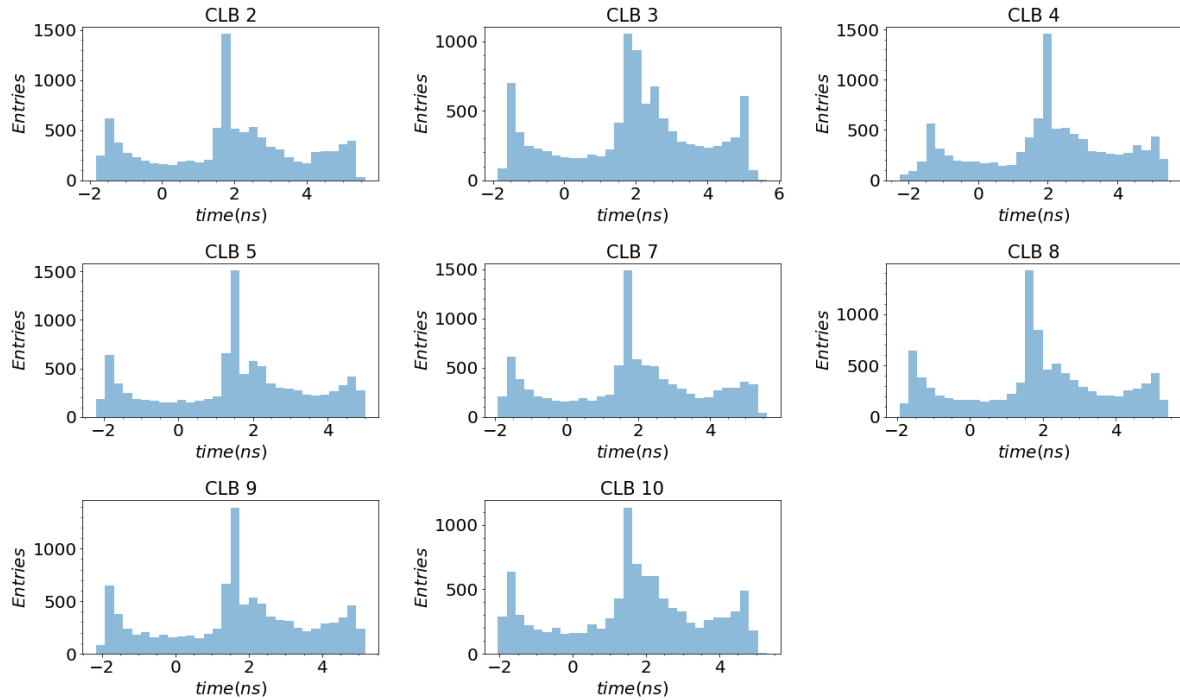 CLB 2
Entries
1500
1000
500
0
−2 0 2 4
time(ns)
CLB 3
Entries
1000
500
0
−2 0 2 4 6
time(ns)
CLB 4
Entries
1500
1000
500
0
−2 0 2 4
time(ns)
CLB 5
Entries
1500
1000
500
0
−2 0 2 4
time(ns)
CLB 7
Entries
1500
1000
500
0
−2 0 2 4
time(ns)
CLB 8
Entries
1000
500
0
−2 0 2 4
time(ns)
CLB 9
Entries
1000
500
0
−2 0 2 4
time(ns)
CLB 10
Entries
1000
500
0
−2 0 2 4
time(ns)